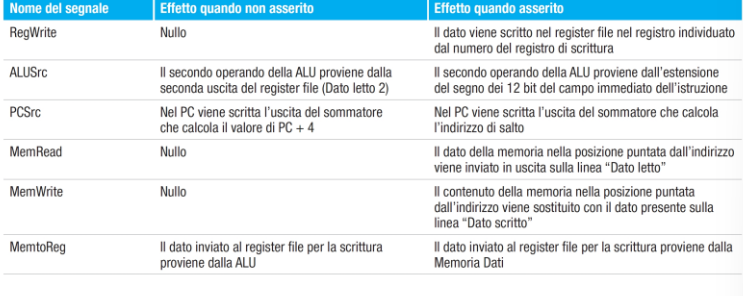 Nome del segnale Effetto quando non asserito Effetto quando asserito
RegWrite Nullo Il dato viene scritto nel register file nel registro individuato
dal numero del registro di scrittura
ALUSrc Il secondo operando della ALU proviene dalla Il secondo operando della ALU proviene dall'estensione
seconda uscita del register file (Dato letto 2) del segno dei 12 bit del campo immediato dell'istruzione
PCSrc Nel PC viene scritta l'uscita del sommatore Nel PC viene scritta l'uscita del sommatore che calcola
che calcola il valore di PC + 4 l'indirizzo di salto
MemRead Nullo Il dato della memoria nella posizione puntata dall'indirizzo
viene inviato in uscita sulla linea "Dato letto"
MemWrite Nullo Il contenuto della memoria nella posizione puntata
dall'indirizzo viene sostituito con il dato presente sulla
linea "Dato scritto"
MemtoReg Il dato inviato al register file per la scrittura Il dato inviato al register file per la scrittura proviene dalla
proviene dalla ALU Memoria Dati